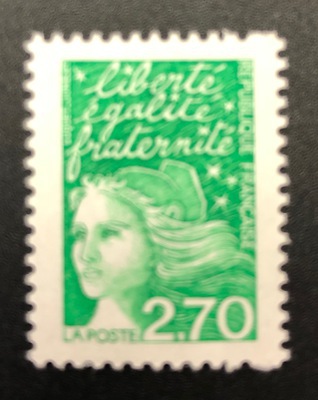 liberté
égalité
fraternité
RÉPUBLIQUE FRANÇAISE
LA POSTE 2,70